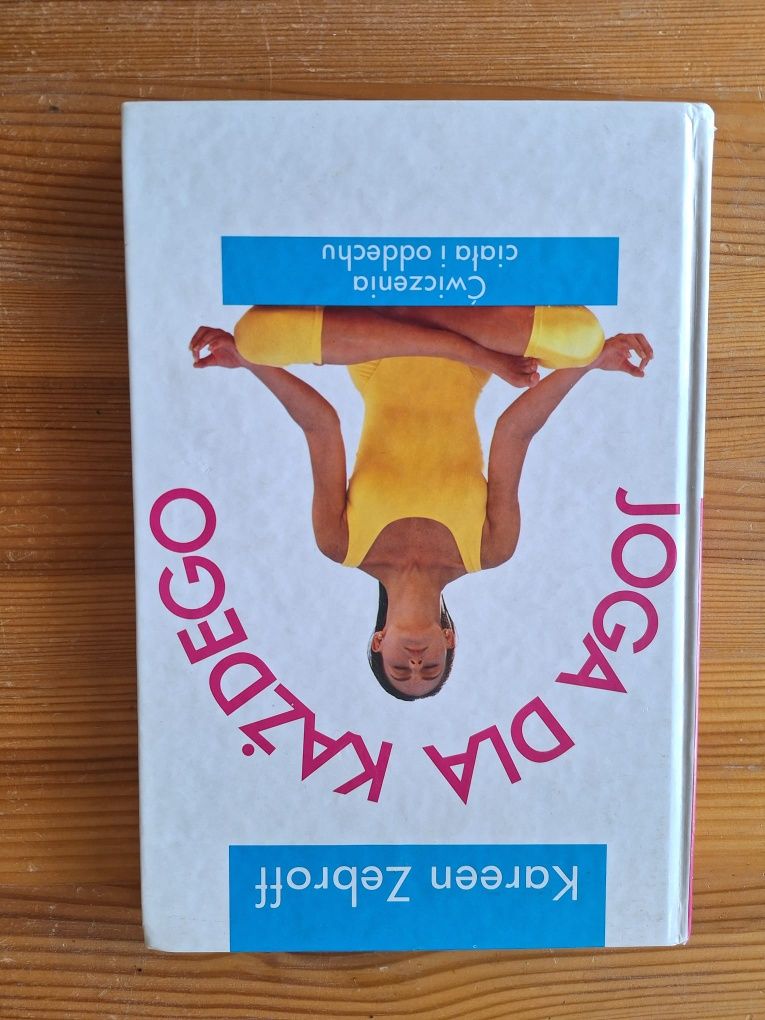 Kareen Zebroff
JOGA DLA KAŻDEGO
Ćwiczenia
ciała i oddechu